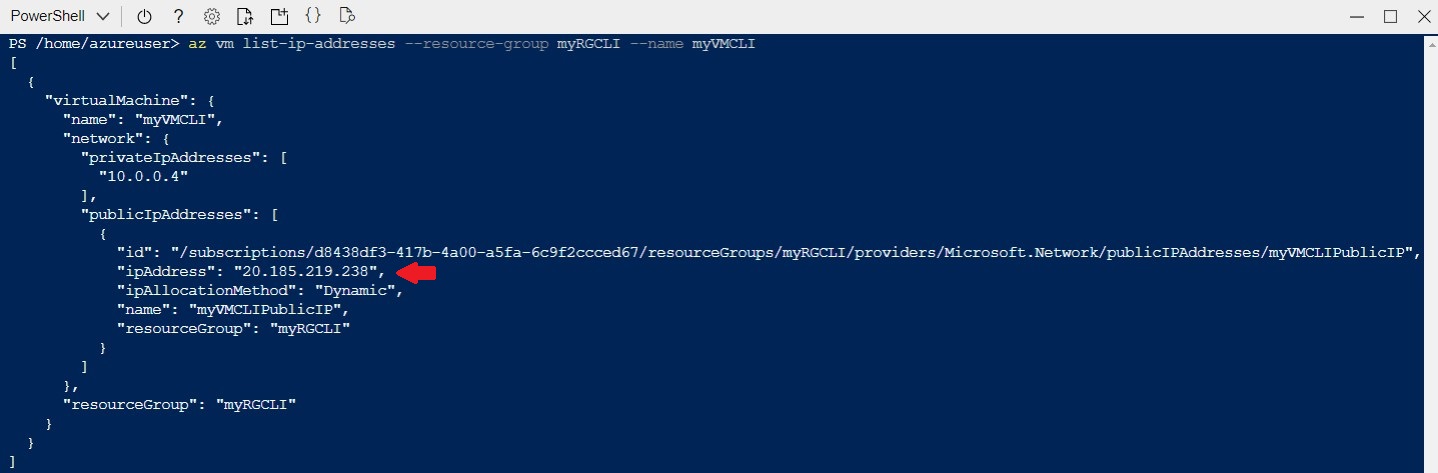 PowerShell ? {}
PS /home/azureuser> az vm list-ip-addresses --resource-group myRGCLI --name myVMCLI
[
  {
    "virtualMachine": {
      "name": "myVMCLI",
      "network": {
        "privateIpAddresses": [
          "10.0.0.4"
        ],
        "publicIpAddresses": [
          {
            "id": "/subscriptions/d8438df3-417b-4a00-a5fa-6c9f2ccced67/resourceGroups/myRGCLI/providers/Microsoft.Network/publicIPAddresses/myVMCLIPublicIP",
            "ipAddress": "20.185.219.238",
            "ipAllocationMethod": "Dynamic",
            "name": "myVMCLIPublicIP",
            "resourceGroup": "myRGCLI"
          }
        ]
      },
      "resourceGroup": "myRGCLI"
    }
  }
]